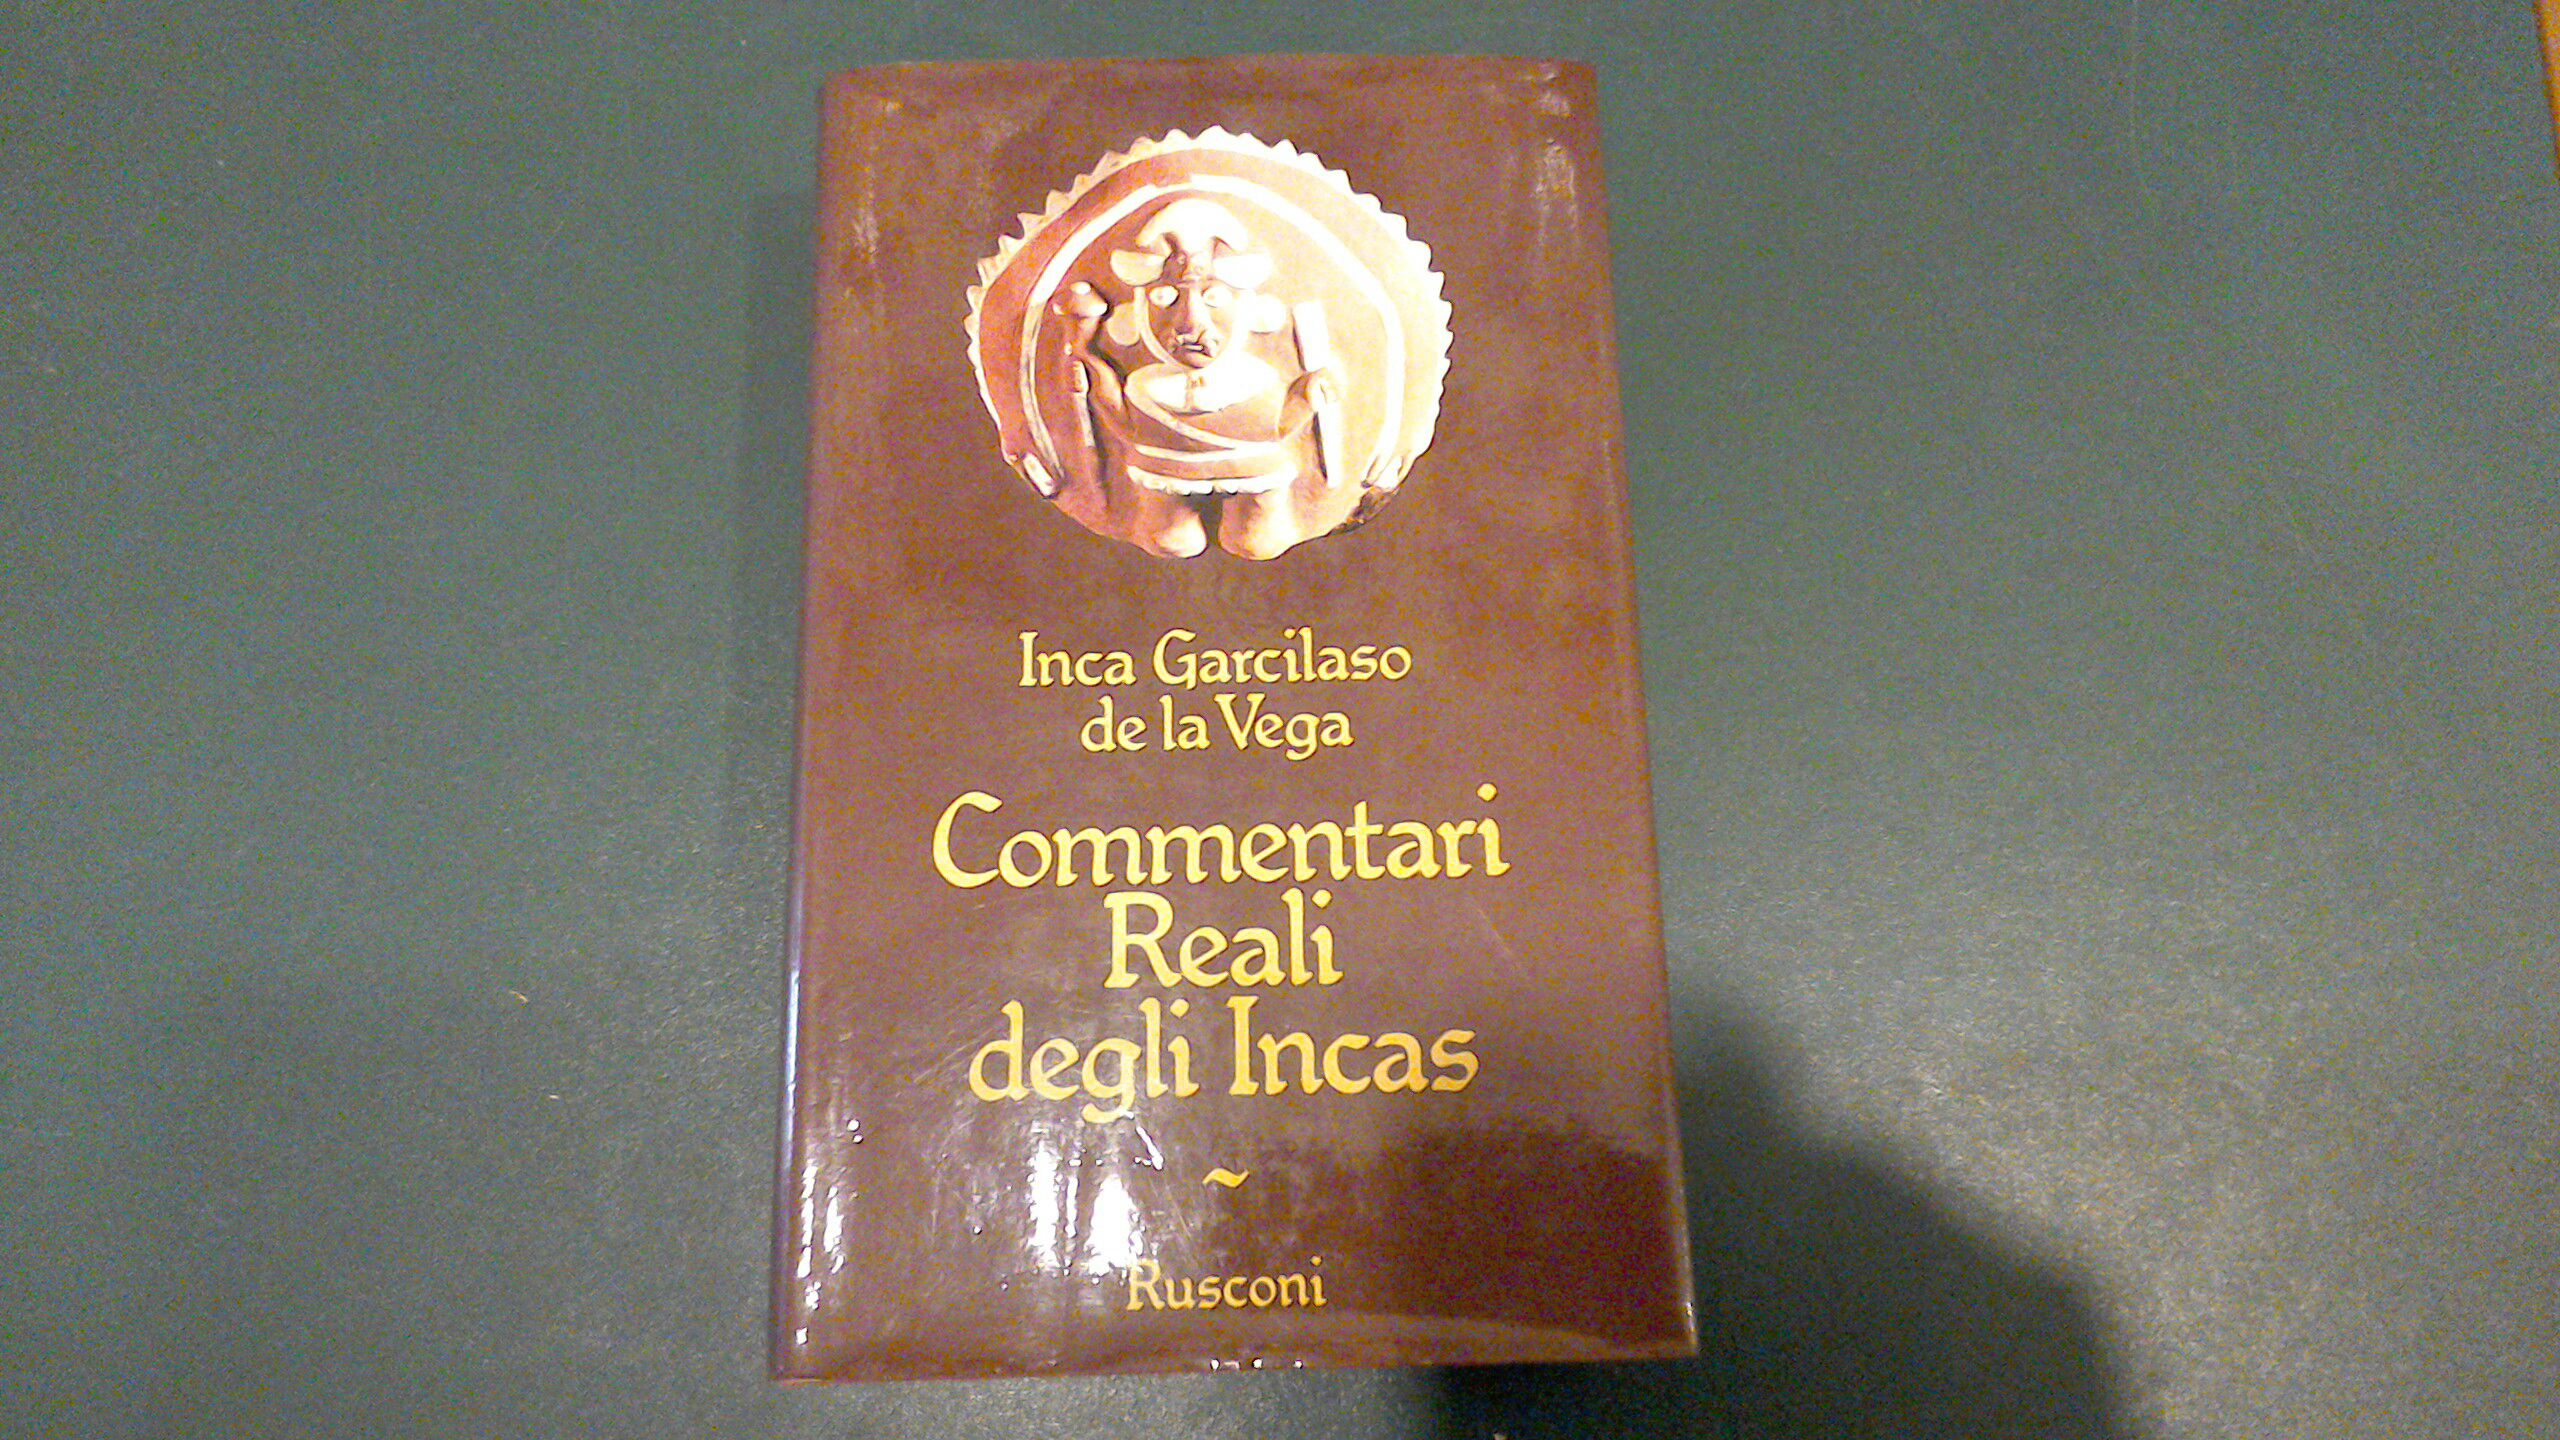 Inca Garcilaso
de la Vega
Commentari
Reali
degli Incas
~
Rusconi